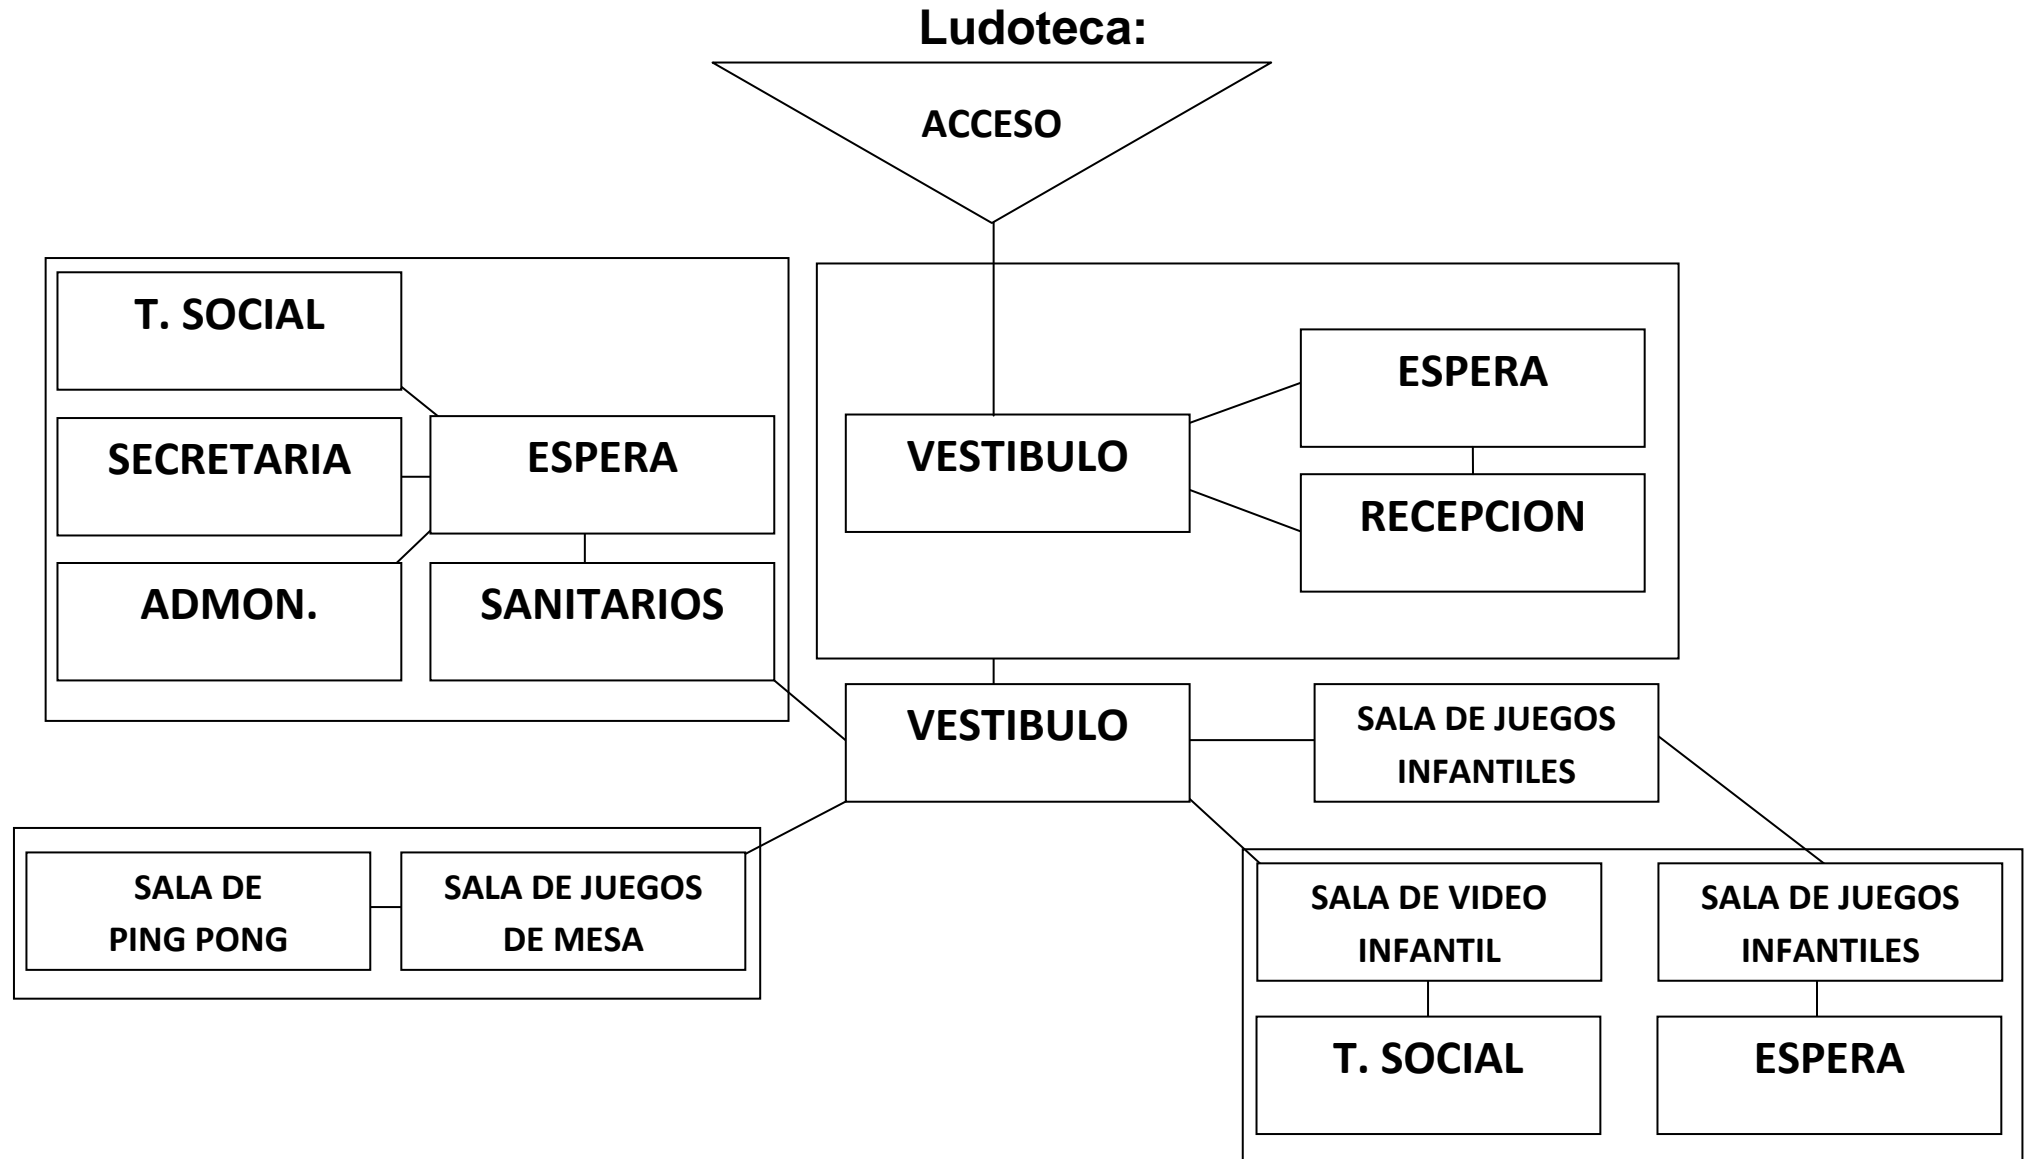 Ludoteca:
ACCESO
T. SOCIAL
SECRETARIA
ESPERA
ADMON.
SANITARIOS
VESTIBULO
ESPERA
RECEPCION
VESTIBULO
SALA DE JUEGOS
INFANTILES
SALA DE
PING PONG
SALA DE JUEGOS
DE MESA
SALA DE VIDEO
INFANTIL
SALA DE JUEGOS
INFANTILES
T. SOCIAL
ESPERA